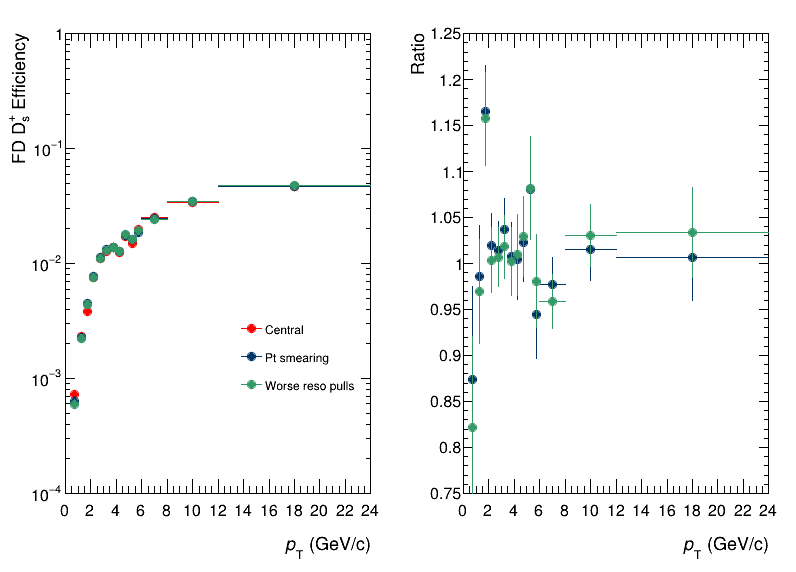 FD D_s^+ Efficiency
1
10^−1
10^−2
10^−3
10^−4
0 2 4 6 8 10 12 14 16 18 20 22 24
p_T (GeV/c)
Central
Pt smearing
Worse reso pulls
Ratio
1.25
1.2
1.15
1.1
1.05
1
0.95
0.9
0.85
0.8
0.75
0 2 4 6 8 10 12 14 16 18 20 22 24
p_T (GeV/c)